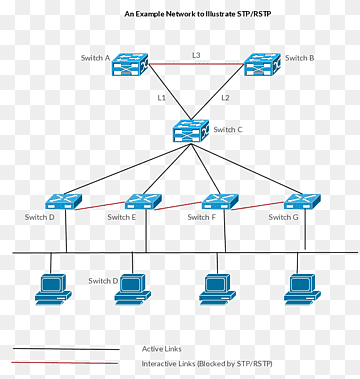 An Example Network to Illustrate STP/RSTP
Switch A
L3
Switch B
L1
L2
Switch C
Switch D
Switch E
Switch F
Switch G
Switch D
Active Links
Interactive Links (Blocked by STP/RSTP)